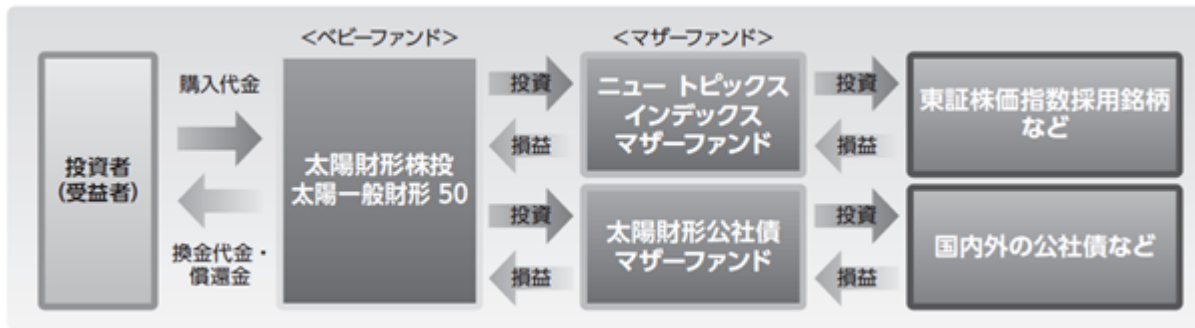 <ベビーファンド>
<マザーファンド>
投資者
(受益者)
購入代金
換金代金・
償還金
太陽財形株投
太陽一般財形 50
投資
損益
投資
損益
ニュー トピックス
インデックス
マザーファンド
太陽財形公社債
マザーファンド
投資
損益
投資
損益
東証株価指数採用銘柄
など
国内外の公社債など